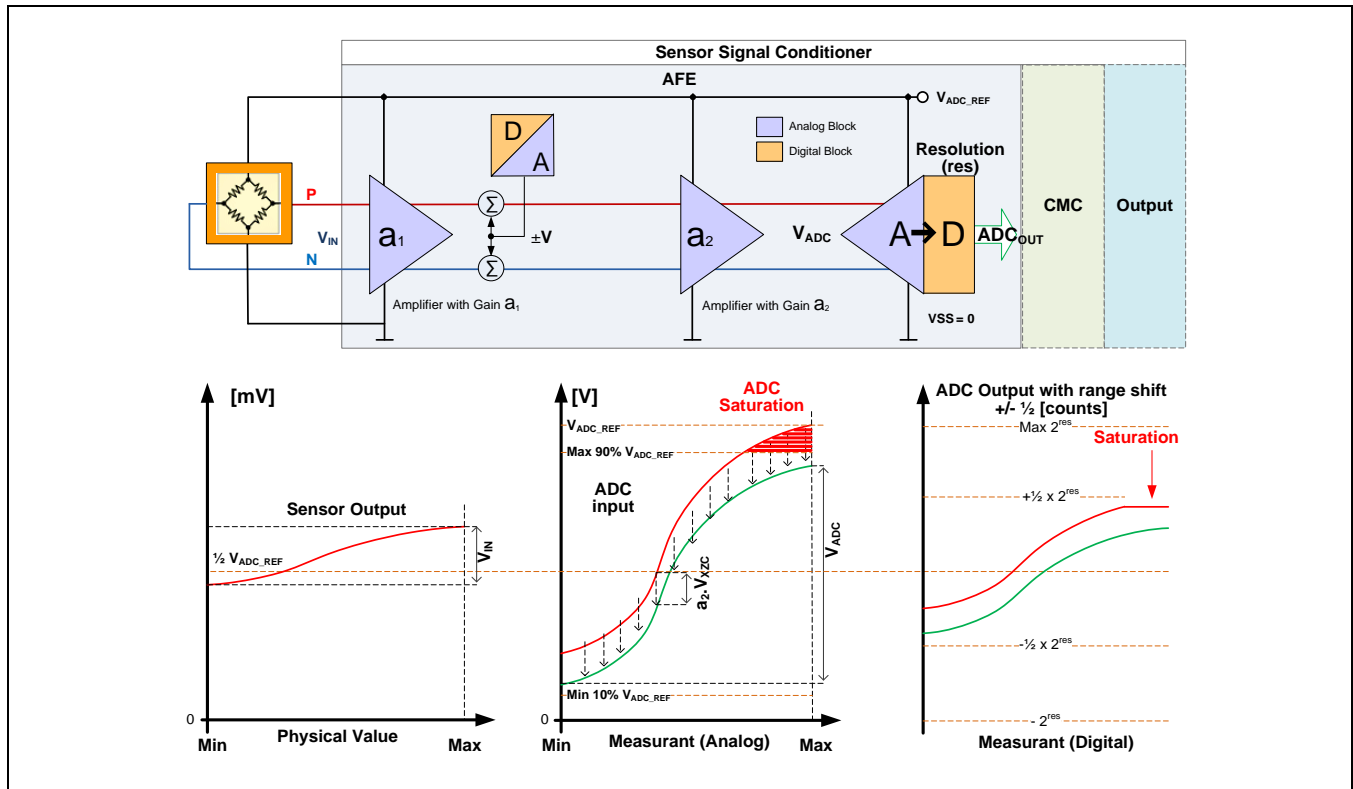 Sensor Signal Conditioner
AFE
V_ADC_REF
D
A
Analog Block
Digital Block
Resolution
(res)
P
V_IN
N
a₁
Σ
±V
Σ
a₂
V_ADC
A D
ADC_OUT
CMC
Output
Amplifier with Gain a₁
Amplifier with Gain a₂
VSS = 0
[mV]
Sensor Output
½ V_ADC_REF
V_IN
0
Min
Physical Value
Max
[V]
ADC
Saturation
V_ADC_REF
Max 90% V_ADC_REF
ADC
input
a₂.V_XZC
V_ADC
Min 10% V_ADC_REF
0
Min
Measurant (Analog)
Max
ADC Output with range shift
+/- ½ [counts]
Max 2^res
Saturation
+½ x 2^res
-½ x 2^res
- 2^res
Measurant (Digital)